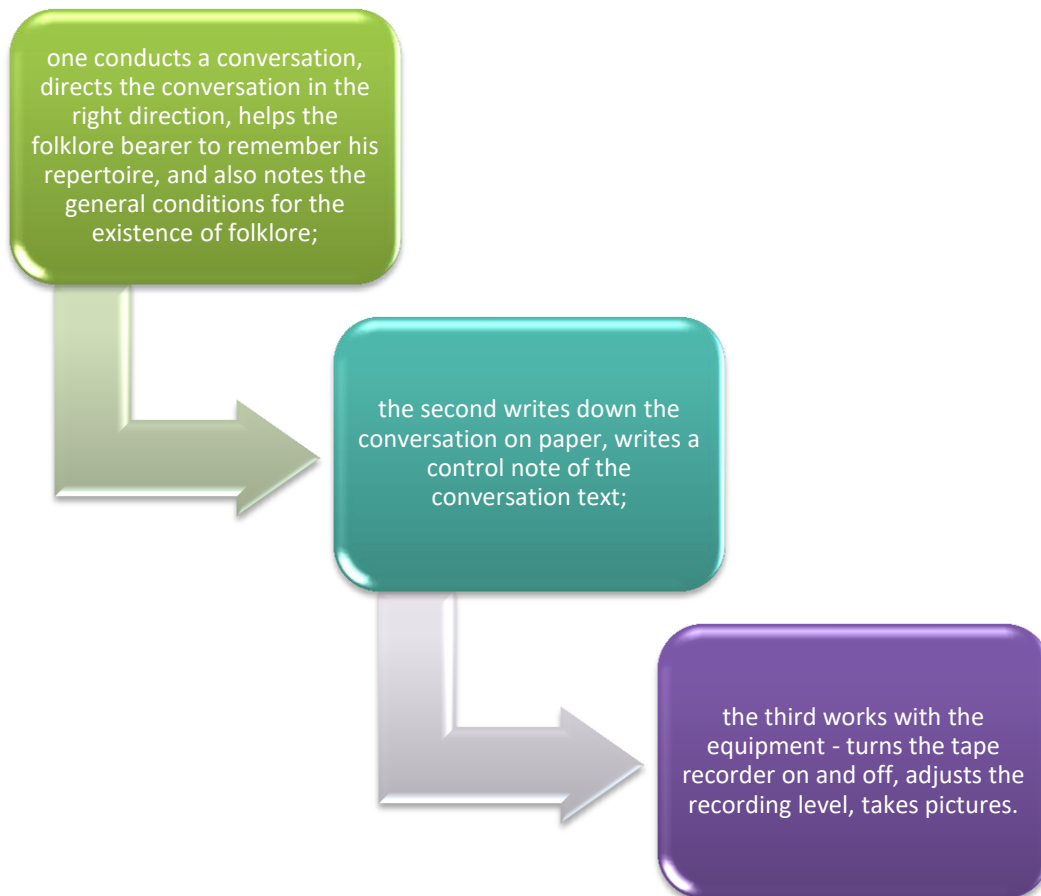 one conducts a conversation,
directs the conversation in the
right direction, helps the
folklore bearer to remember his
repertoire, and also notes the
general conditions for the
existence of folklore;
the second writes down the
conversation on paper, writes a
control note of the
conversation text;
the third works with the
equipment - turns the tape
recorder on and off, adjusts the
recording level, takes pictures.